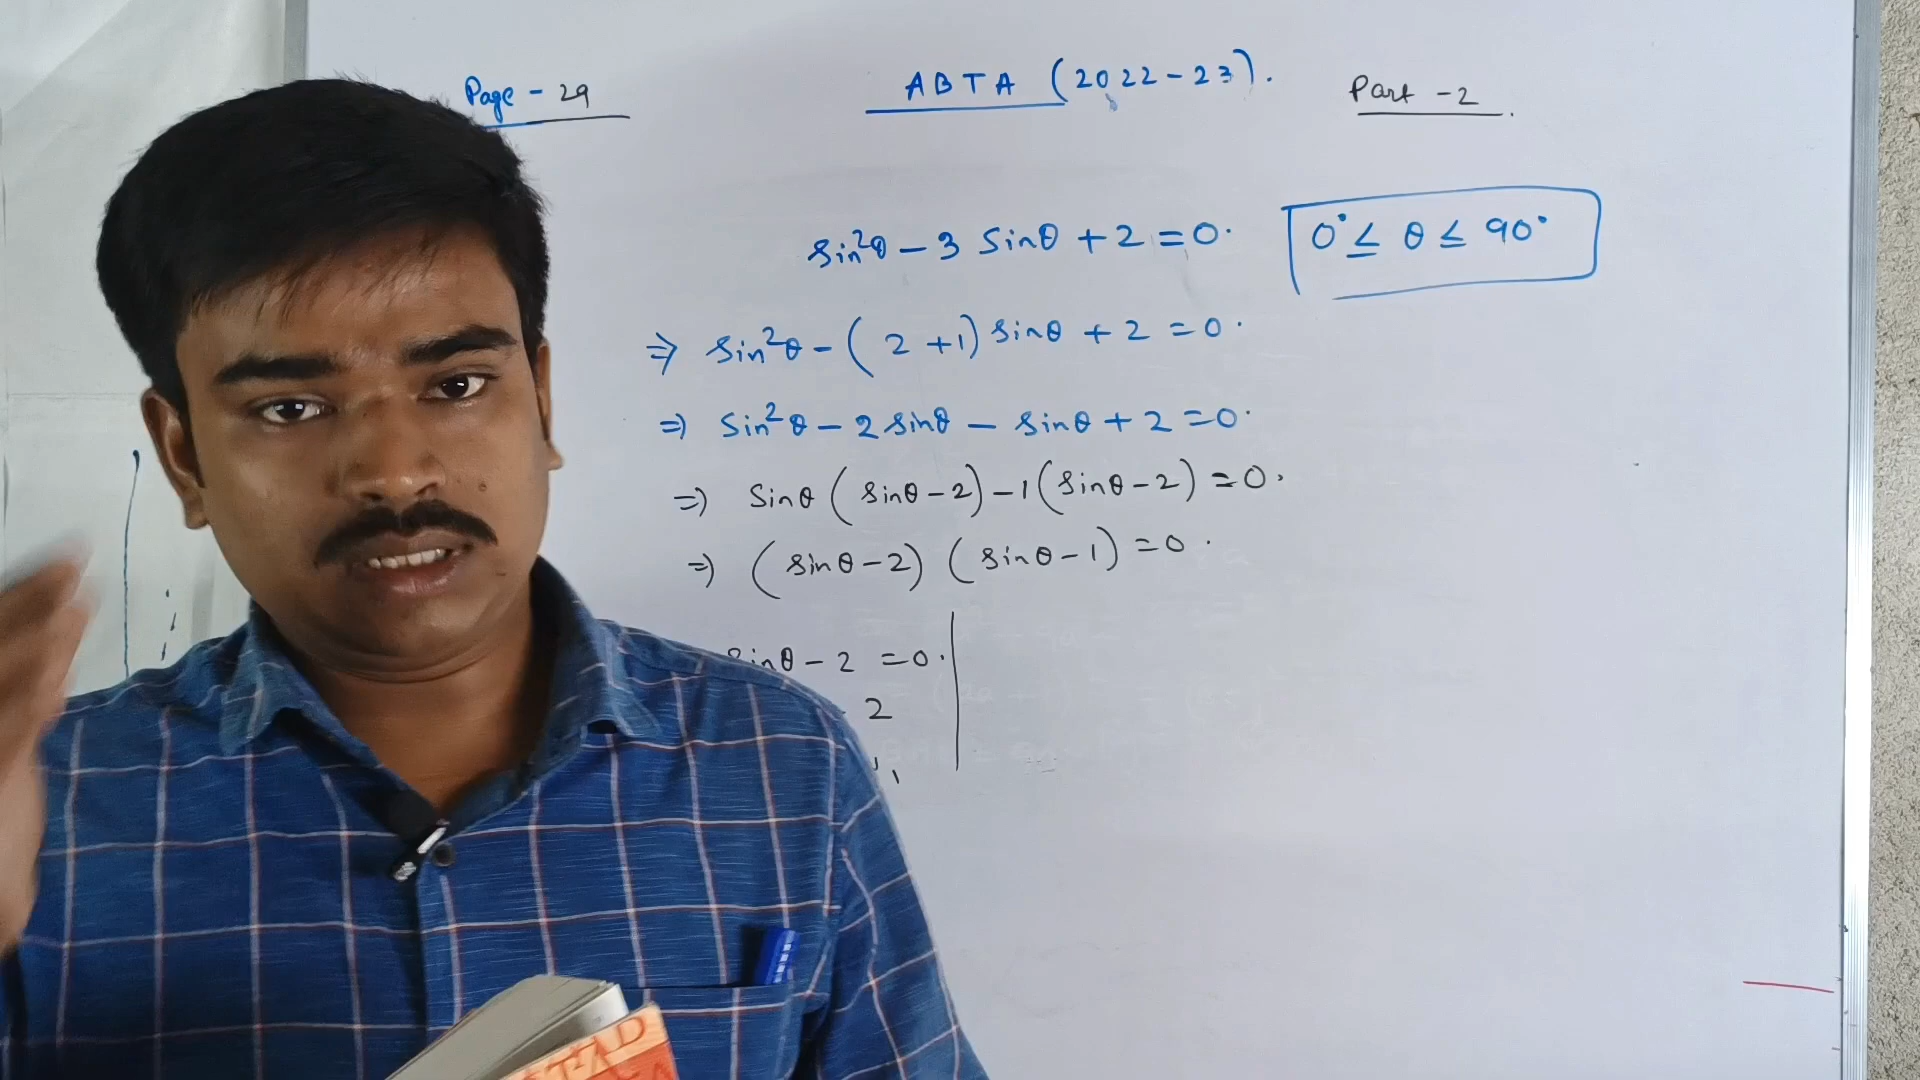 Page - 29 ABTA (2022-23). Part -2
sin²θ - 3 sinθ + 2 = 0. 0° ≤ θ ≤ 90°
⇒ sin²θ - ( 2 +1) sinθ + 2 = 0.
⇒ sin²θ - 2 sinθ - sinθ + 2 = 0.
⇒ sinθ ( sinθ - 2) - 1 (sinθ - 2) = 0.
⇒ ( sinθ - 2) ( sinθ - 1) = 0.
sinθ - 2 = 0.
2